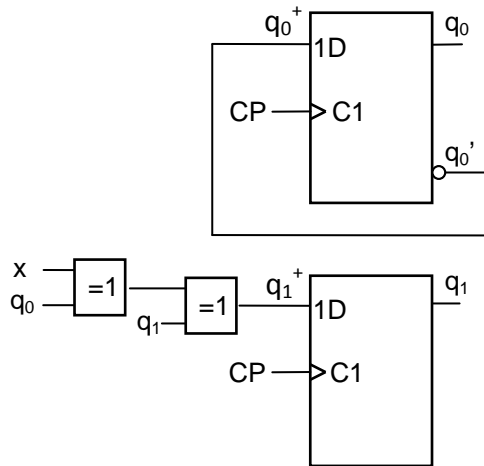 q₀⁺ q₀
1D
CP C1
q₀’
x
q₀ =1
q₁ =1
q₁⁺ q₁
1D
CP C1